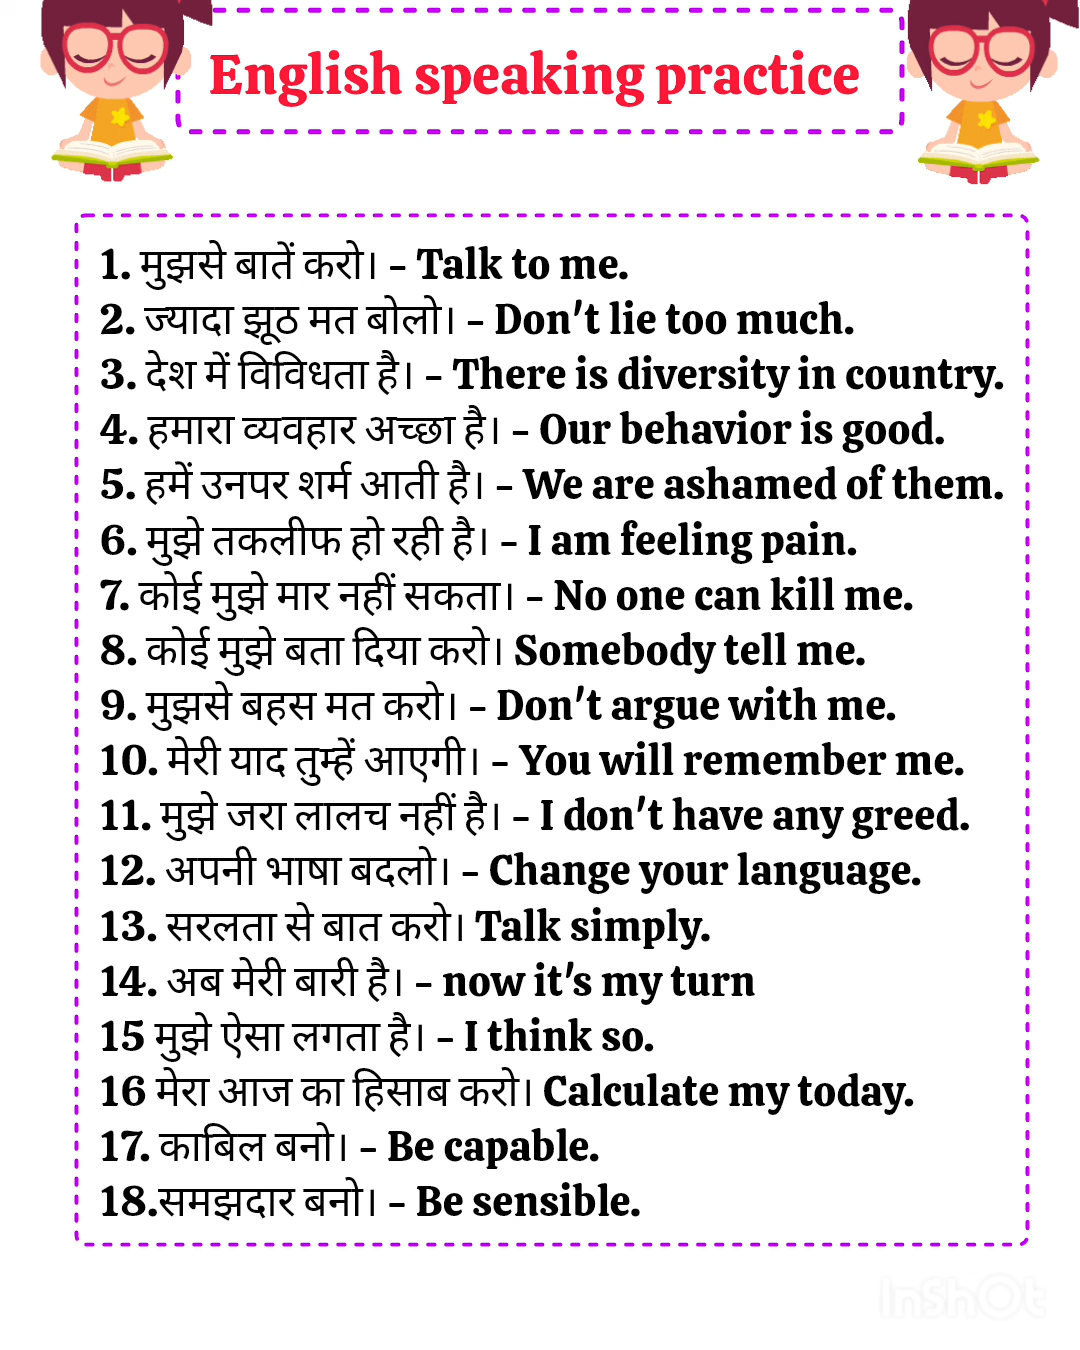 English speaking practice
1. मुझसे बातें करो। - Talk to me.
2. ज्यादा झूठ मत बोलो। - Don't lie too much.
3. देश में विविधता है। - There is diversity in country.
4. हमारा व्यवहार अच्छा है। - Our behavior is good.
5. हमें उनपर शर्म आती है। - We are ashamed of them.
6. मुझे तकलीफ हो रही है। - I am feeling pain.
7. कोई मुझे मार नहीं सकता। - No one can kill me.
8. कोई मुझे बता दिया करो। Somebody tell me.
9. मुझसे बहस मत करो। - Don't argue with me.
10. मेरी याद तुम्हें आएगी। - You will remember me.
11. मुझे जरा लालच नहीं है। - I don't have any greed.
12. अपनी भाषा बदलो। - Change your language.
13. सरलता से बात करो। Talk simply.
14. अब मेरी बारी है। - now it's my turn
15 मुझे ऐसा लगता है। - I think so.
16 मेरा आज का हिसाब करो। Calculate my today.
17. काबिल बनो। - Be capable.
18.समझदार बनो। - Be sensible.
InShOt